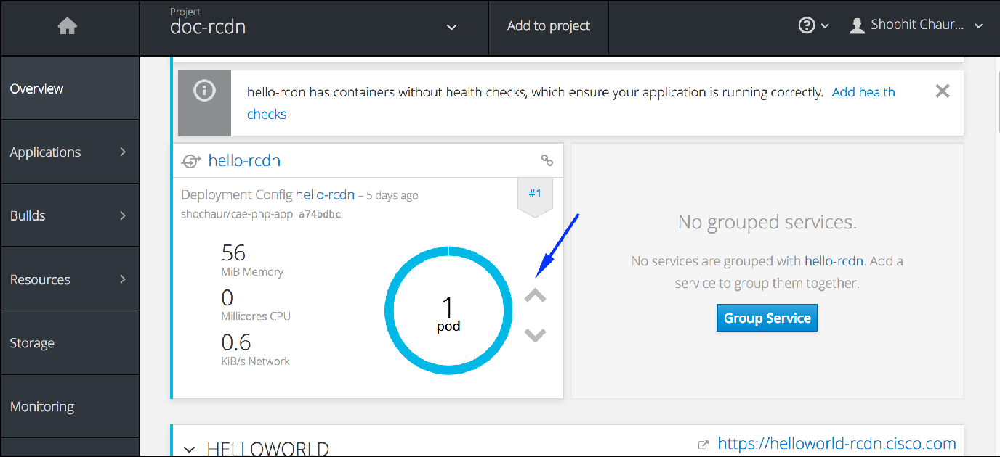 Project
doc-rcdn
Add to project
Shobhit Chaur...
Overview
Applications
Builds
Resources
Storage
Monitoring
hello-rcdn has containers without health checks, which ensure your application is running correctly. Add health
checks
hello-rcdn
Deployment Config hello-rcdn – 5 days ago
#1
shochaur/cae-php-app a74bdbc
56
MiB Memory
0
Millicores CPU
0.6
KiB/s Network
1
pod
No grouped services.
No services are grouped with hello-rcdn. Add a
service to group them together.
Group Service
HELLOWORLD
https://helloworld-rcdn.cisco.com